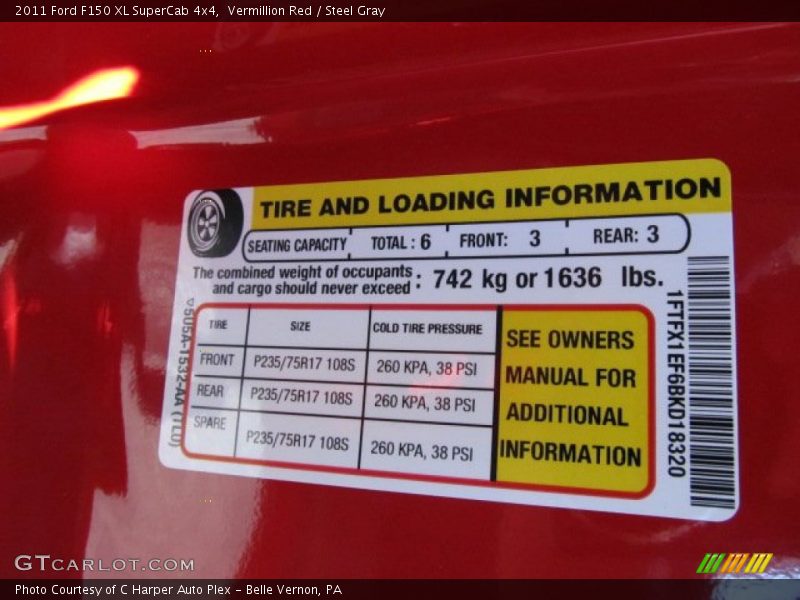 2011 Ford F150 XL SuperCab 4x4, Vermillion Red / Steel Gray
TIRE AND LOADING INFORMATION
SEATING CAPACITY TOTAL : 6 FRONT: 3 REAR: 3
The combined weight of occupants and cargo should never exceed : 742 kg or 1636 lbs.
TIRE SIZE COLD TIRE PRESSURE
FRONT P235/75R17 108S 260 KPA, 38 PSI
REAR P235/75R17 108S 260 KPA, 38 PSI
SPARE P235/75R17 108S 260 KPA, 38 PSI
SEE OWNERS
MANUAL FOR
ADDITIONAL
INFORMATION
1FTFX1EF6BKD18320
GTCARLOT.COM
Photo Courtesy of C Harper Auto Plex - Belle Vernon, PA